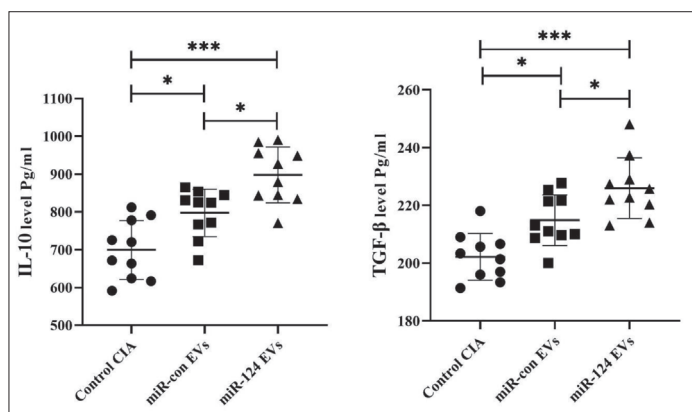 ***
*
*
IL-10 level Pg/ml
1100
1000
900
800
700
600
500
Control CIA
miR-con EVs
miR-124 EVs
***
*
*
TGF-β level Pg/ml
260
240
220
200
180
Control CIA
miR-con EVs
miR-124 EVs